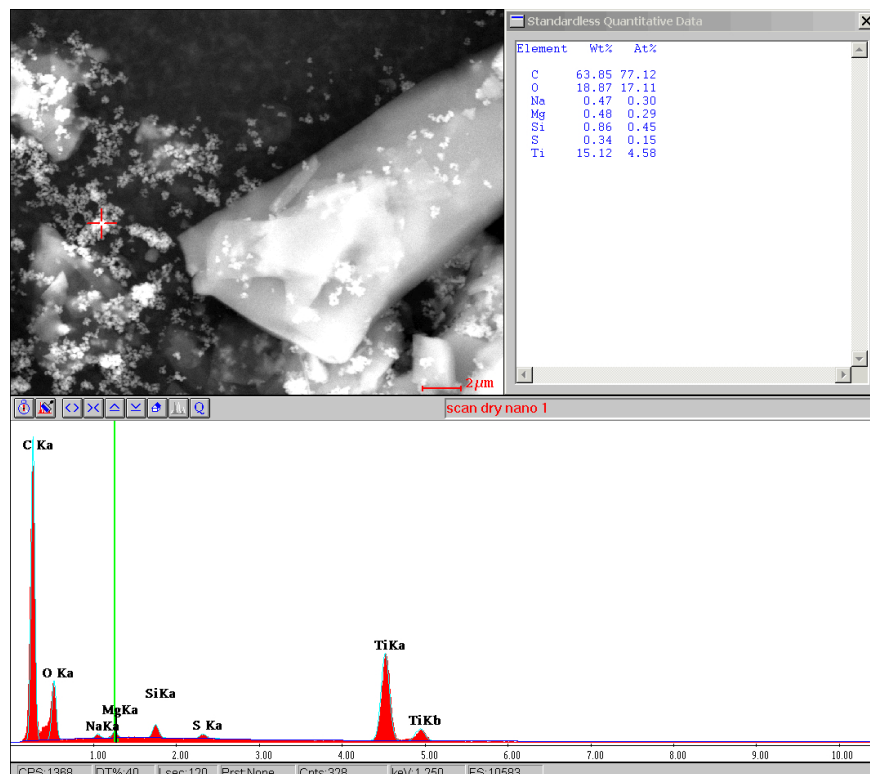 Standardless Quantitative Data
Element Wt% At%
C 63.85 77.12
O 18.87 17.11
Na 0.47 0.30
Mg 0.48 0.29
Si 0.86 0.45
S 0.34 0.15
Ti 15.12 4.58
2 µm
Q
scan dry nano 1
C Ka
O Ka
NaKa
MgKa
SiKa
S Ka
TiKa
TiKb
1.00 2.00 3.00 4.00 5.00 6.00 7.00 8.00 9.00 10.00
CPS:1369 DT%:40 Lsec:120 Prst:None Cnts:328 keV:1.250 FS:10583